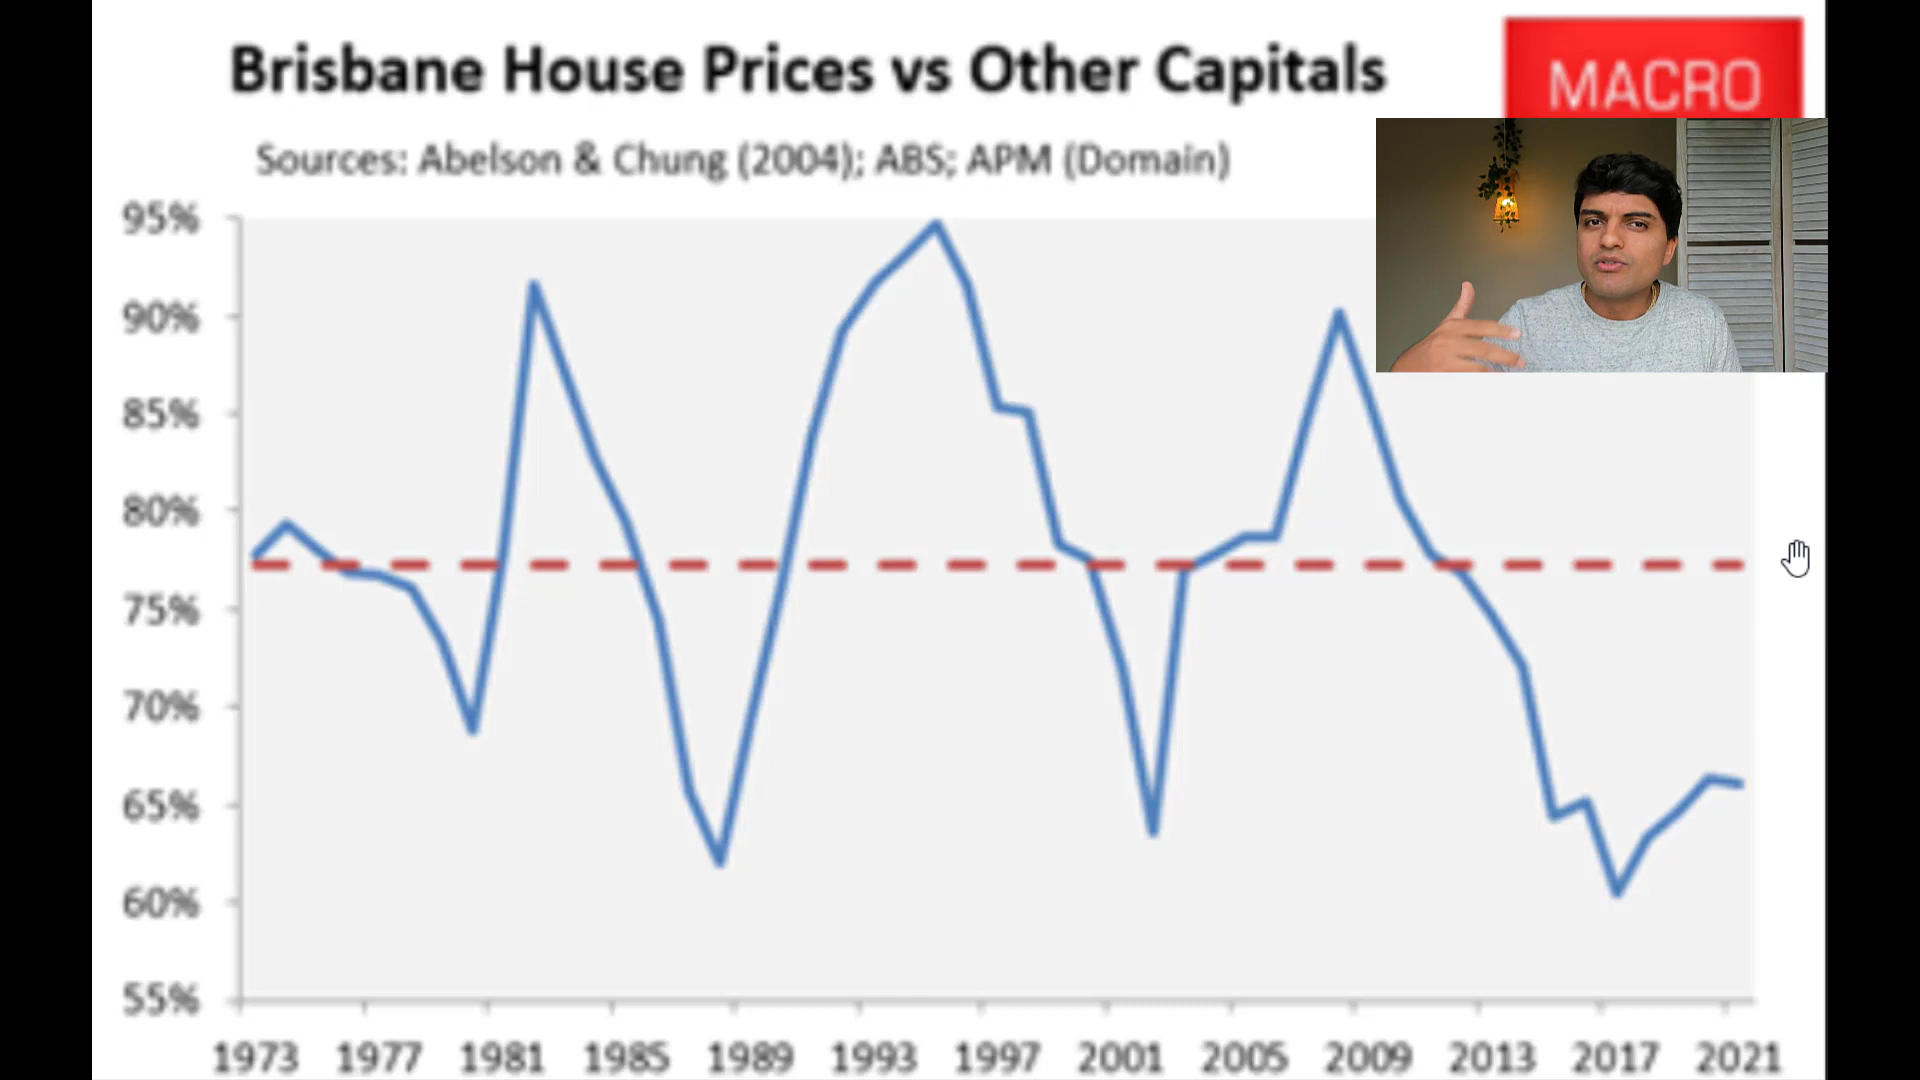 Brisbane House Prices vs Other Capitals
MACRO
Sources: Abelson & Chung (2004); ABS; APM (Domain)
95%
90%
85%
80%
75%
70%
65%
60%
55%
1973 1977 1981 1985 1989 1993 1997 2001 2005 2009 2013 2017 2021